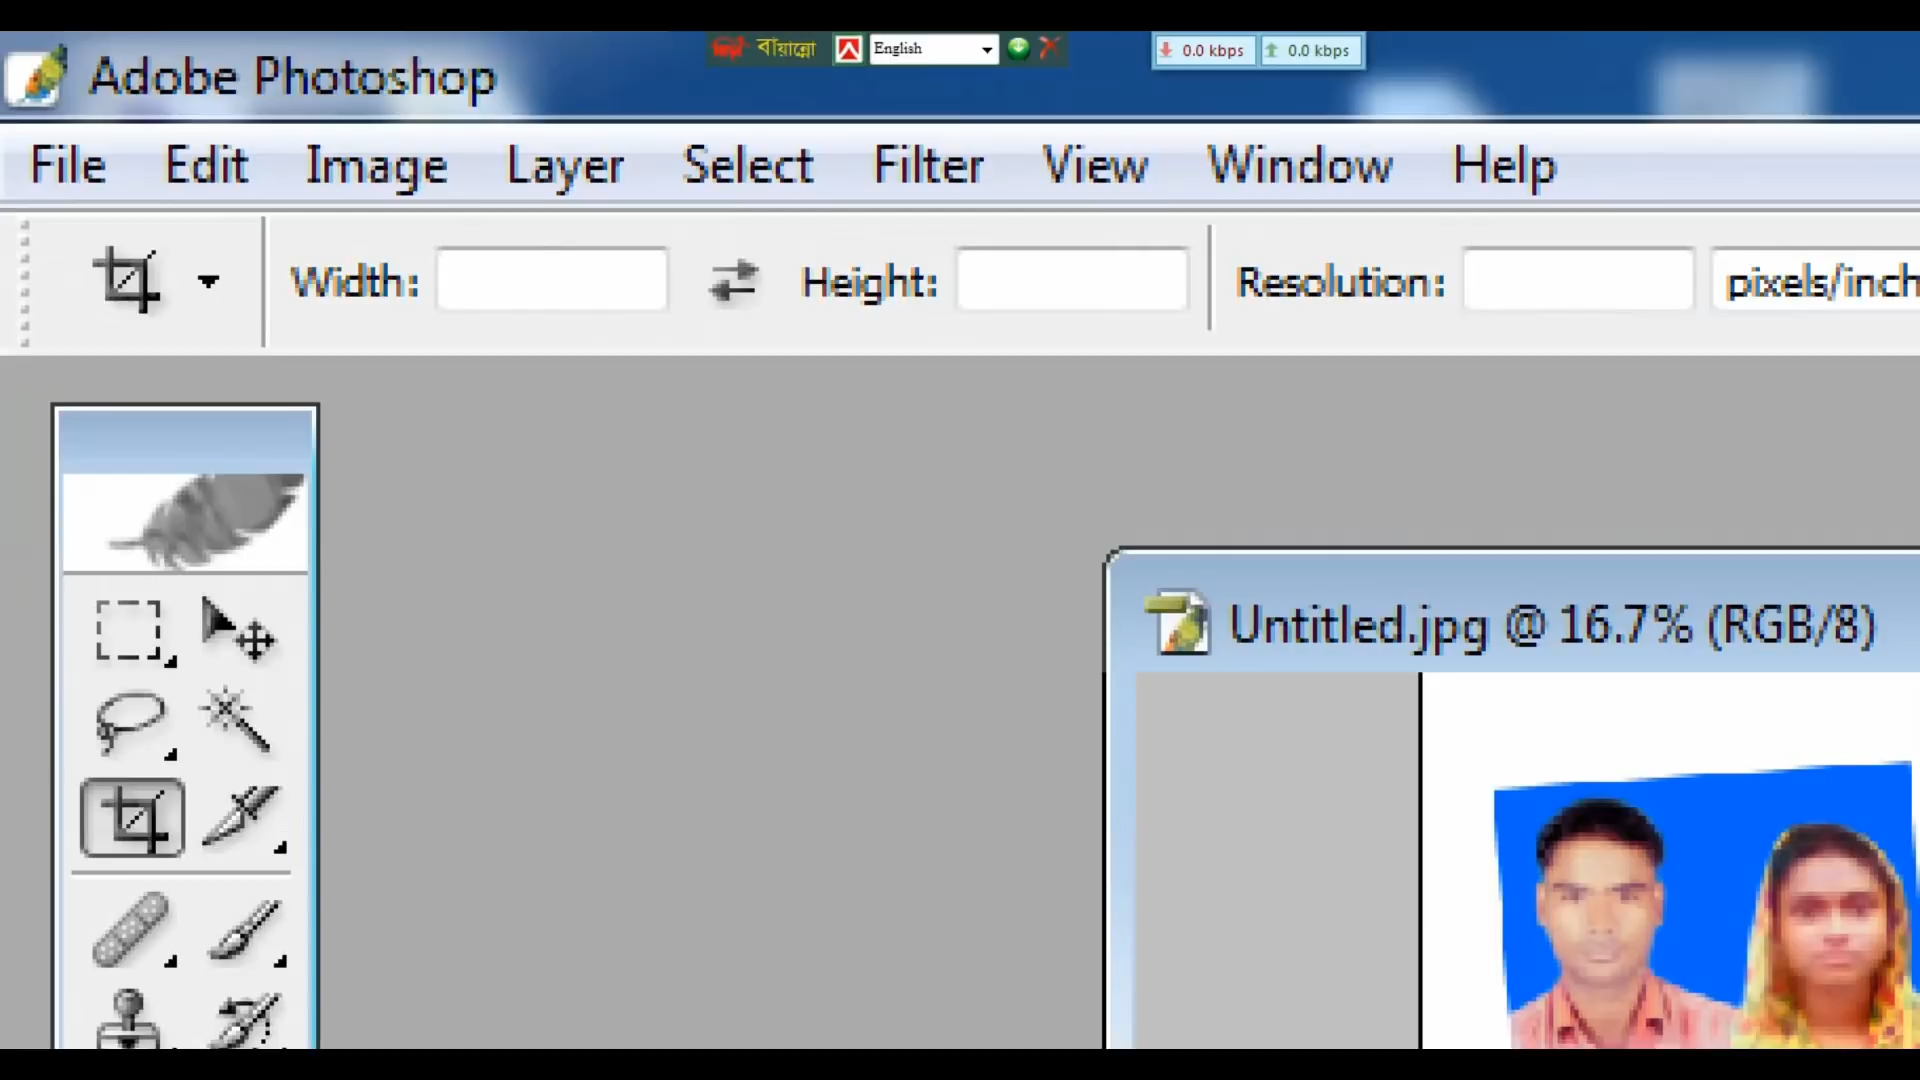 বায়ান্নো English 0.0 kbps 0.0 kbps
Adobe Photoshop
File Edit Image Layer Select Filter View Window Help
Width: Height: Resolution: pixels/inch
Untitled.jpg @ 16.7% (RGB/8)